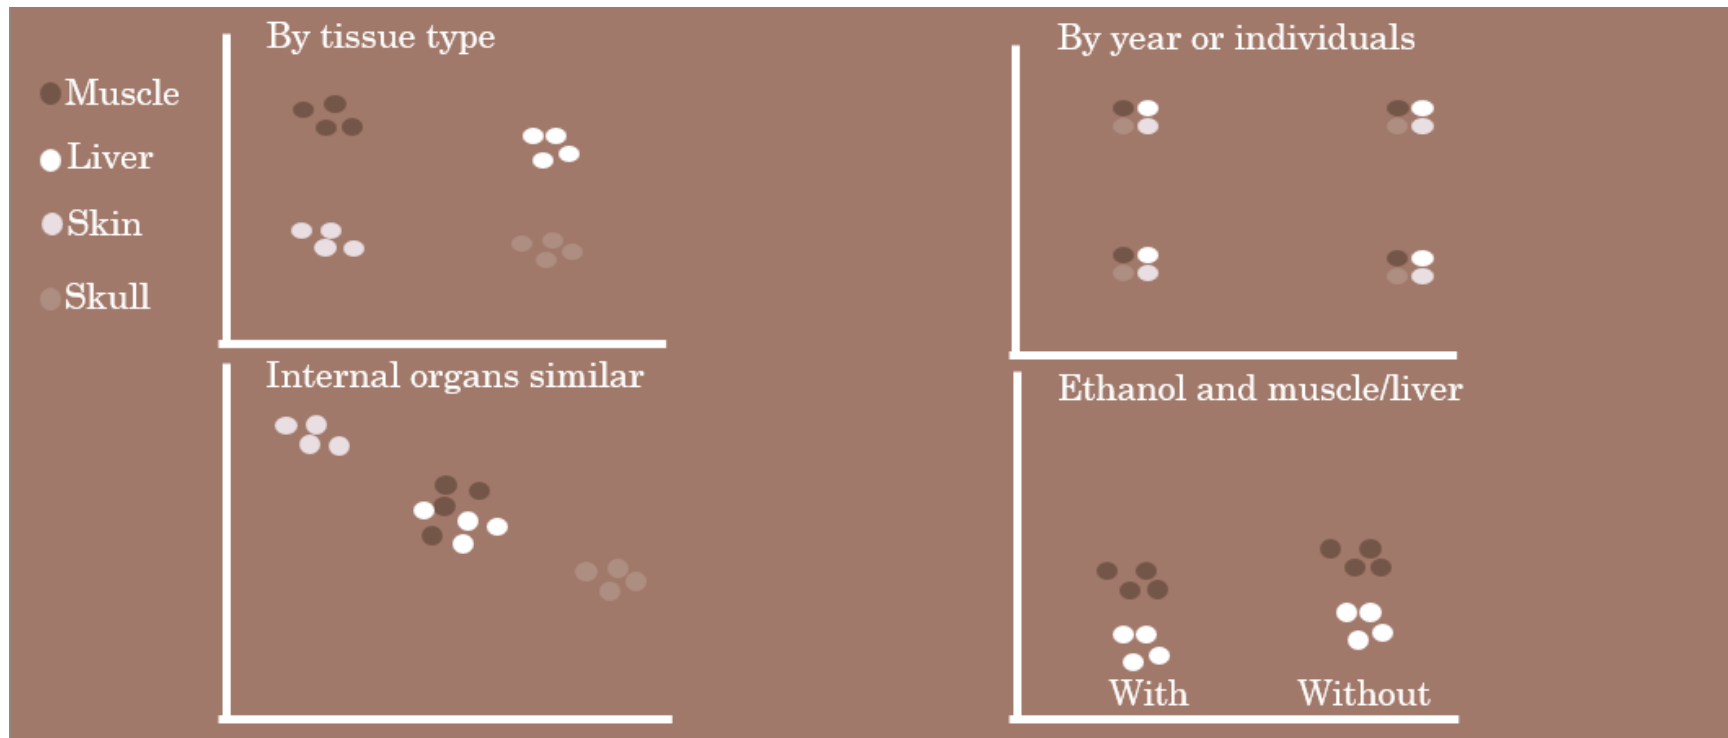 By tissue type
Muscle
Liver
Skin
Skull
By year or individuals
Internal organs similar
Ethanol and muscle/liver
With
Without